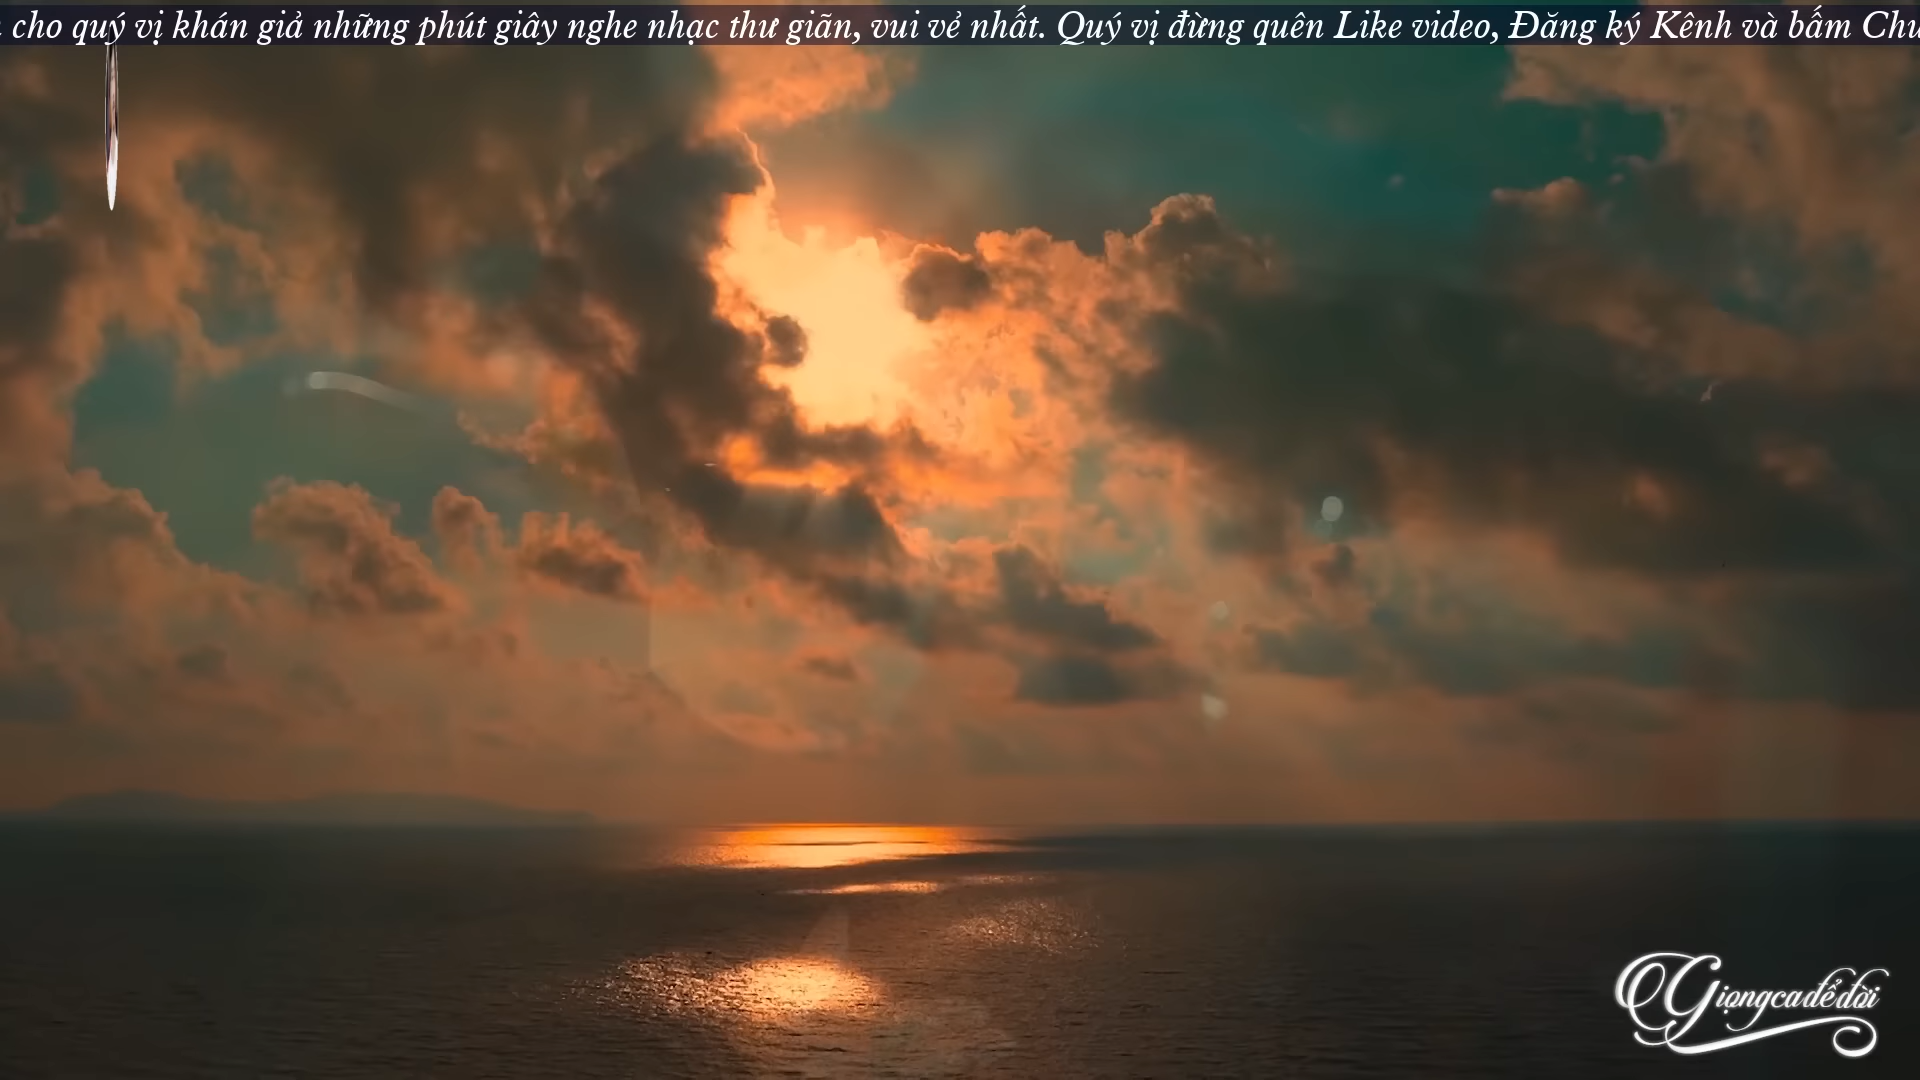 cho quý vị khán giả những phút giây nghe nhạc thư giãn, vui vẻ nhất. Quý vị đừng quên Like video, Đăng ký Kênh và bấm
Giọngcađểđời